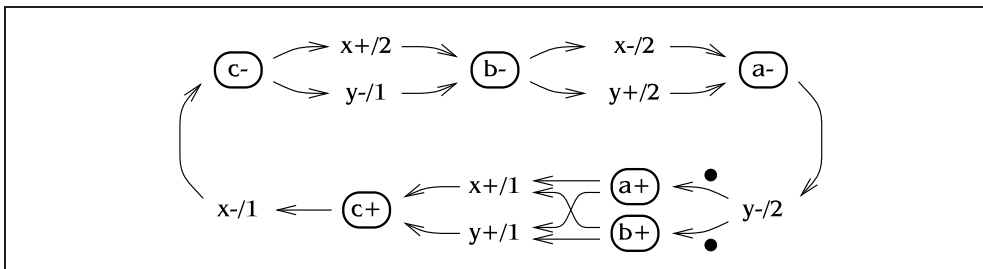 x+/2 x-/2
c- b- a-
y-/1 y+/2
x+/1 a+
x-/1 c+ y-/2
y+/1 b+